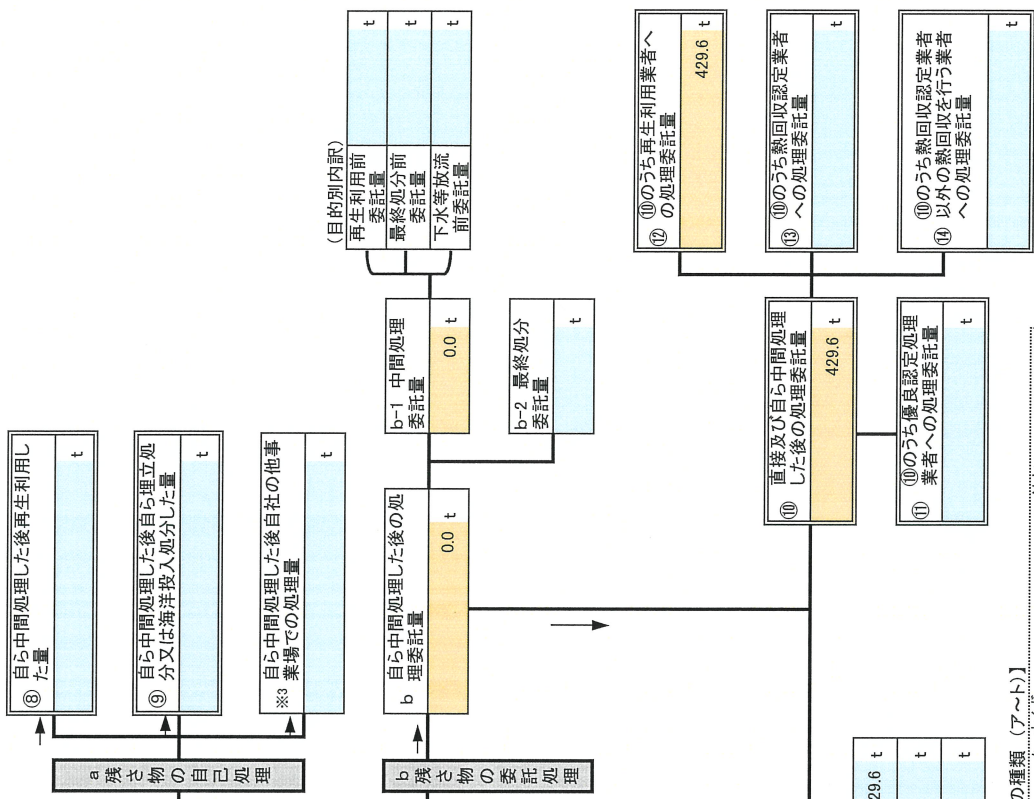 a 残さ物の自己処理
⑧ 自ら中間処理した後再生利用し
た量
t
⑨ 自ら中間処理した後自ら埋立処
分又は海洋投入処分した量
t
※3 自ら中間処理した後自社の他事
業場での処理量
t
b 残さ物の委託処理
b 自ら中間処理した後の処
理委託量
0.0 t
b-1 中間処理
委託量
0.0 t
b-2 最終処分
委託量
t
(目的別内訳)
再生利用前
委託量 t
最終処分前
委託量 t
下水等放流
前委託量 t
⑩ 直接及び自ら中間処理
した後の処理委託量
429.6 t
⑪ ⑩のうち優良認定処理
業者への処理委託量
t
⑫ ⑩のうち再生利用業者へ
の処理委託量
429.6 t
⑬ ⑩のうち熱回収認定業者
への処理委託量
t
⑭ ⑩のうち熱回収認定業者
以外の熱回収を行う業者
への処理委託量
t
29.6 t
t
t
の種類 (ア~ト)】